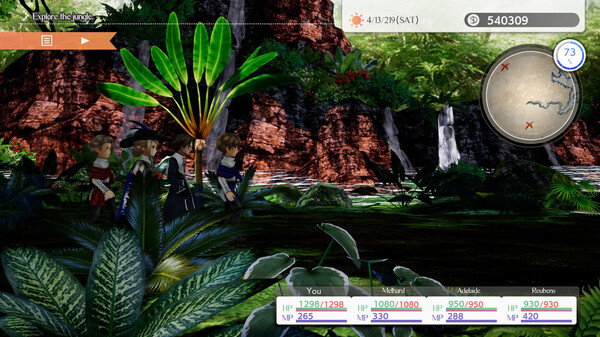 Explore the jungle.
4/13/219(SAT)
540309
73
%
You Melhard Adelaide Reubens
HP 1298/1298 HP 1080/1080 HP 950/950 HP 930/930
MP 265 MP 330 MP 288 MP 420